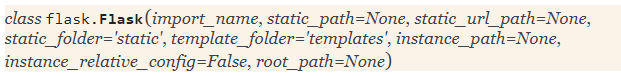 class flask.Flask(import_name, static_path=None, static_url_path=None,
static_folder='static', template_folder='templates', instance_path=None,
instance_relative_config=False, root_path=None)